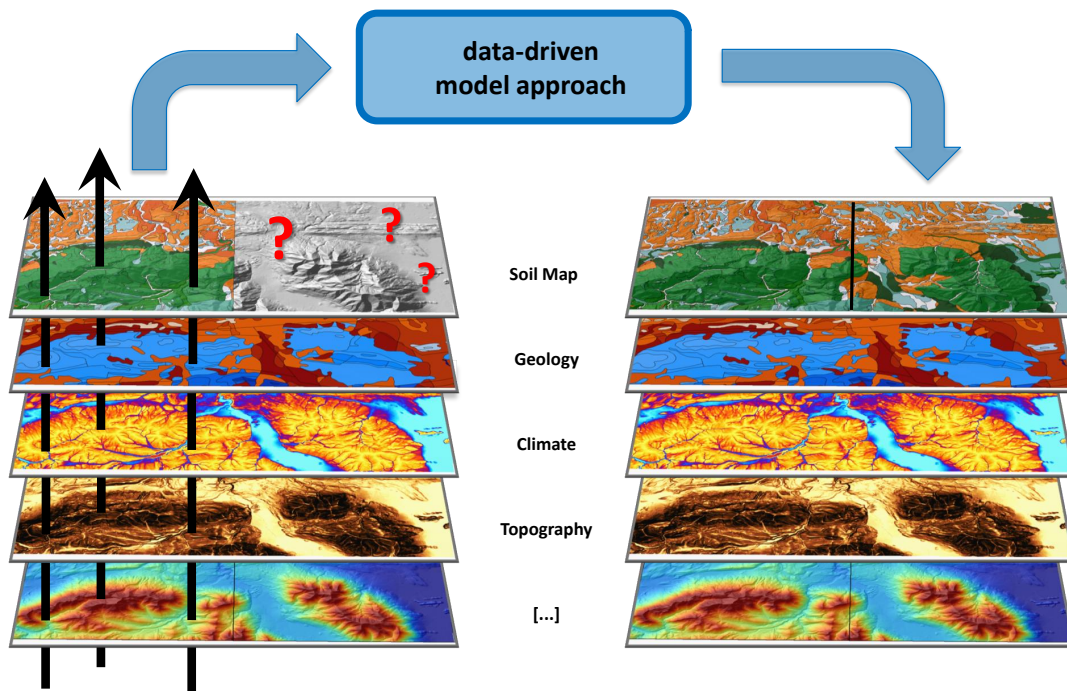 data-driven
model approach
?
?
?
Soil Map
Geology
Climate
Topography
[...]